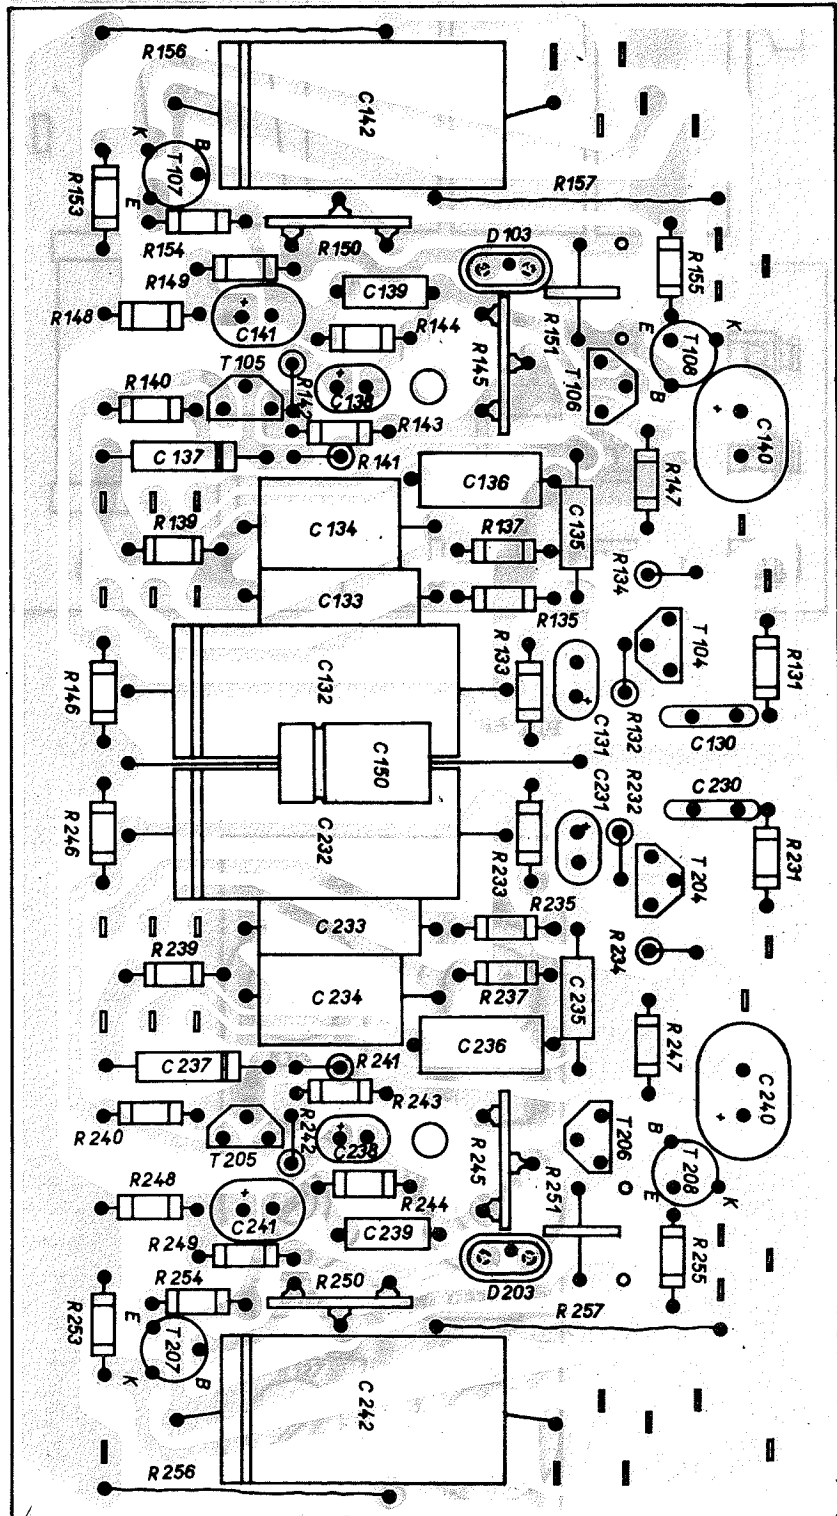 R156
C142
K
B
T107
R153
E
R157
R154
R150
D103
R149
C139
R155
R148
C141
R144
R151
E
K
T108
R145
T105
T106
R140
R142
C138
B
R143
C140
C137
R141
C136
R147
R139
C134
R137
C135
R134
C133
R135
T104
R133
R131
R146
C132
C131
R132
C130
C150
C231
R232
C230
R246
C232
R233
T204
R231
C233
R235
R239
R234
C234
R237
C235
R247
C237
R241
C236
C240
R243
R240
R242
T206
B
T205
C238
R245
T208
R248
R244
R251
E
K
C241
C239
R249
R255
R254
R250
D203
R253
E
R257
T207
K
B
C242
R256